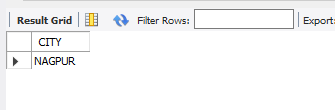 Result Grid Filter Rows: Export:
CITY
NAGPUR